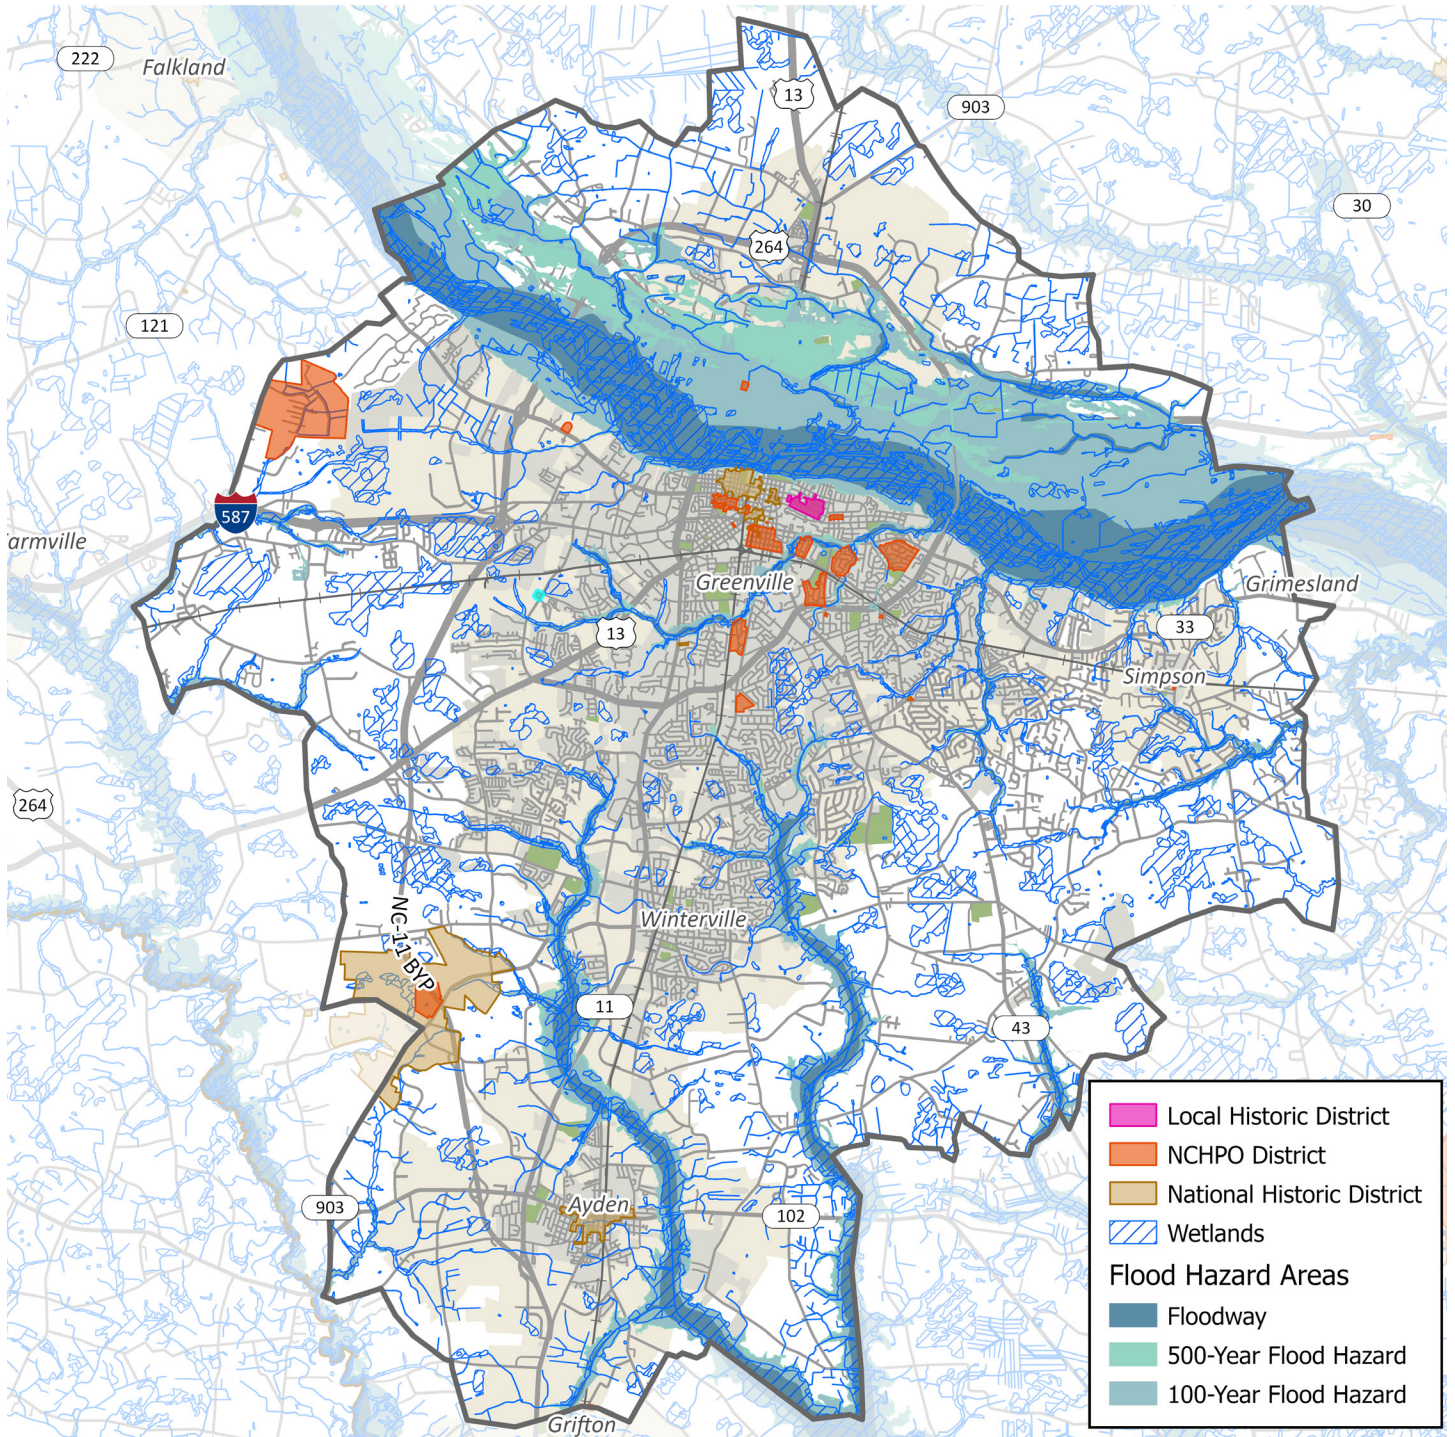 222
Falkland
13
903
30
264
121
587
armville
Greenville
Grimesland
13
33
Simpson
264
NC-11 BYP
Winterville
11
43
903
Ayden
102
Grifton
Local Historic District
NCHPO District
National Historic District
Wetlands
Flood Hazard Areas
Floodway
500-Year Flood Hazard
100-Year Flood Hazard